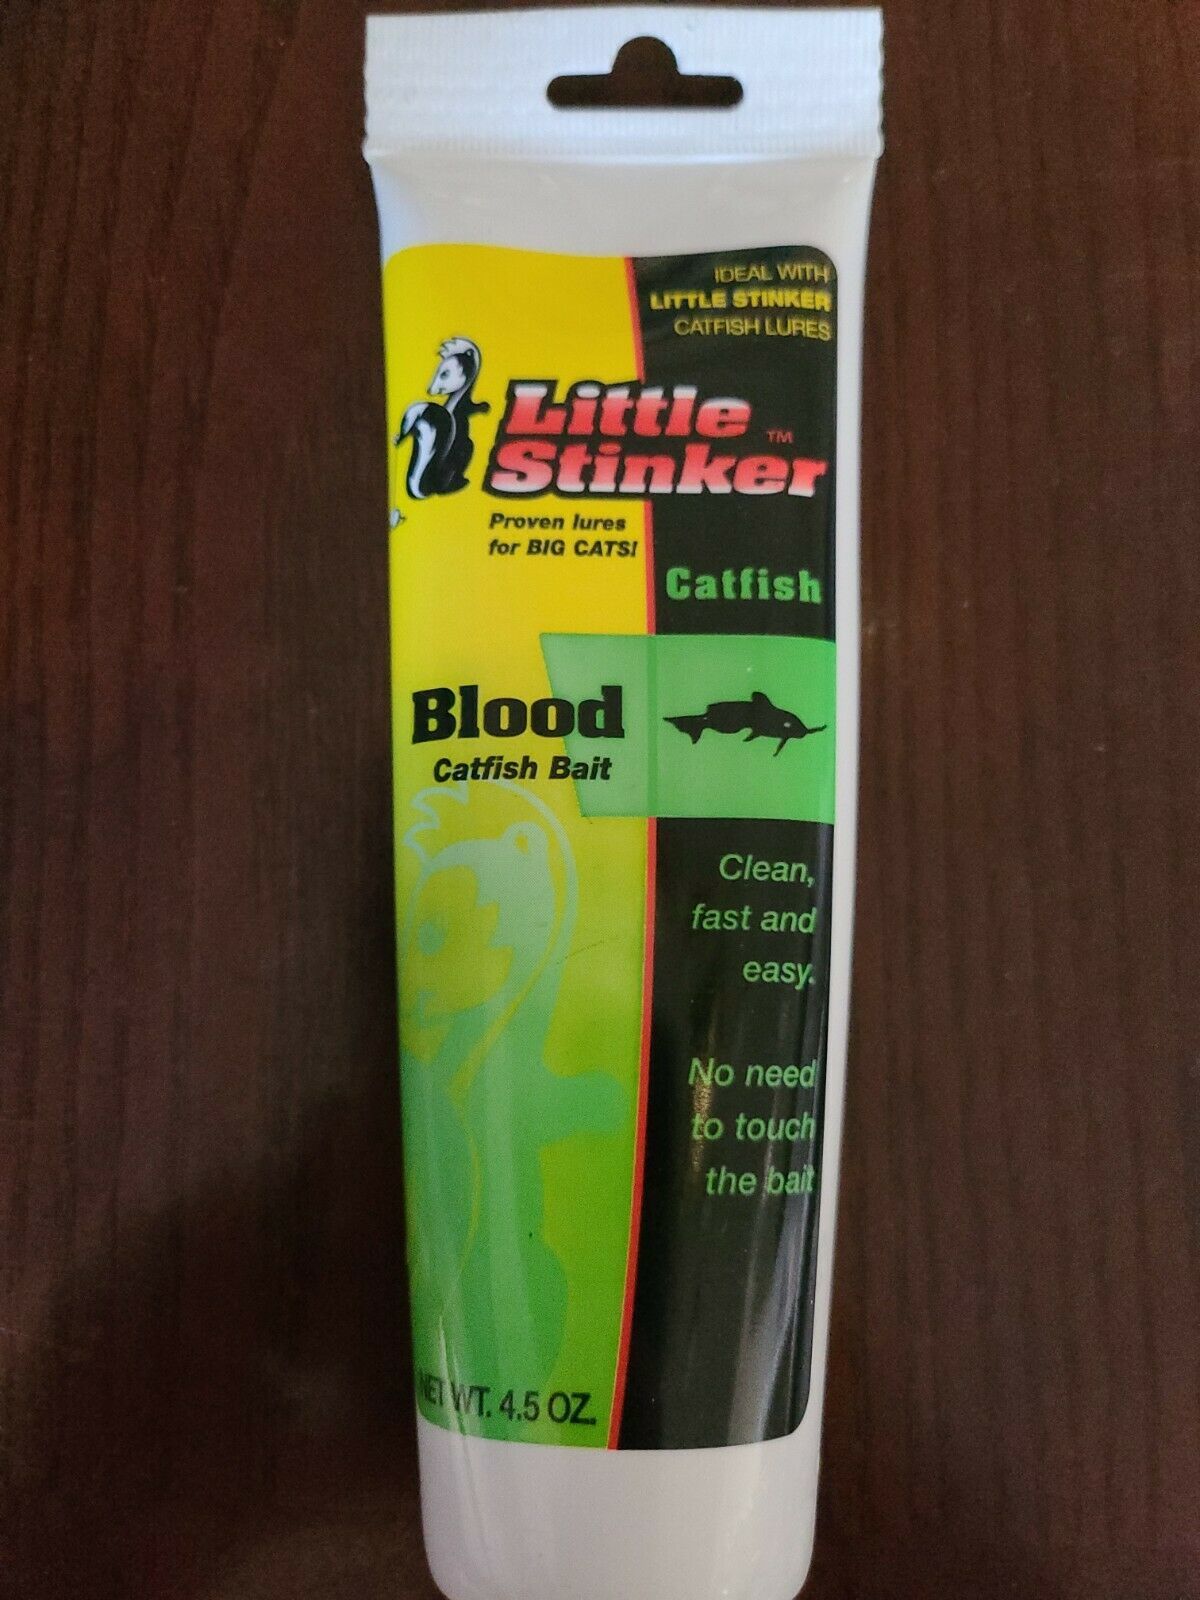 IDEAL WITH
LITTLE STINKER
CATFISH LURES
Little
Stinker™
Proven lures
for BIG CATS!
Catfish
Blood
Catfish Bait
Clean,
fast and
easy.
No need
to touch
the bait
NET WT. 4.5 OZ.